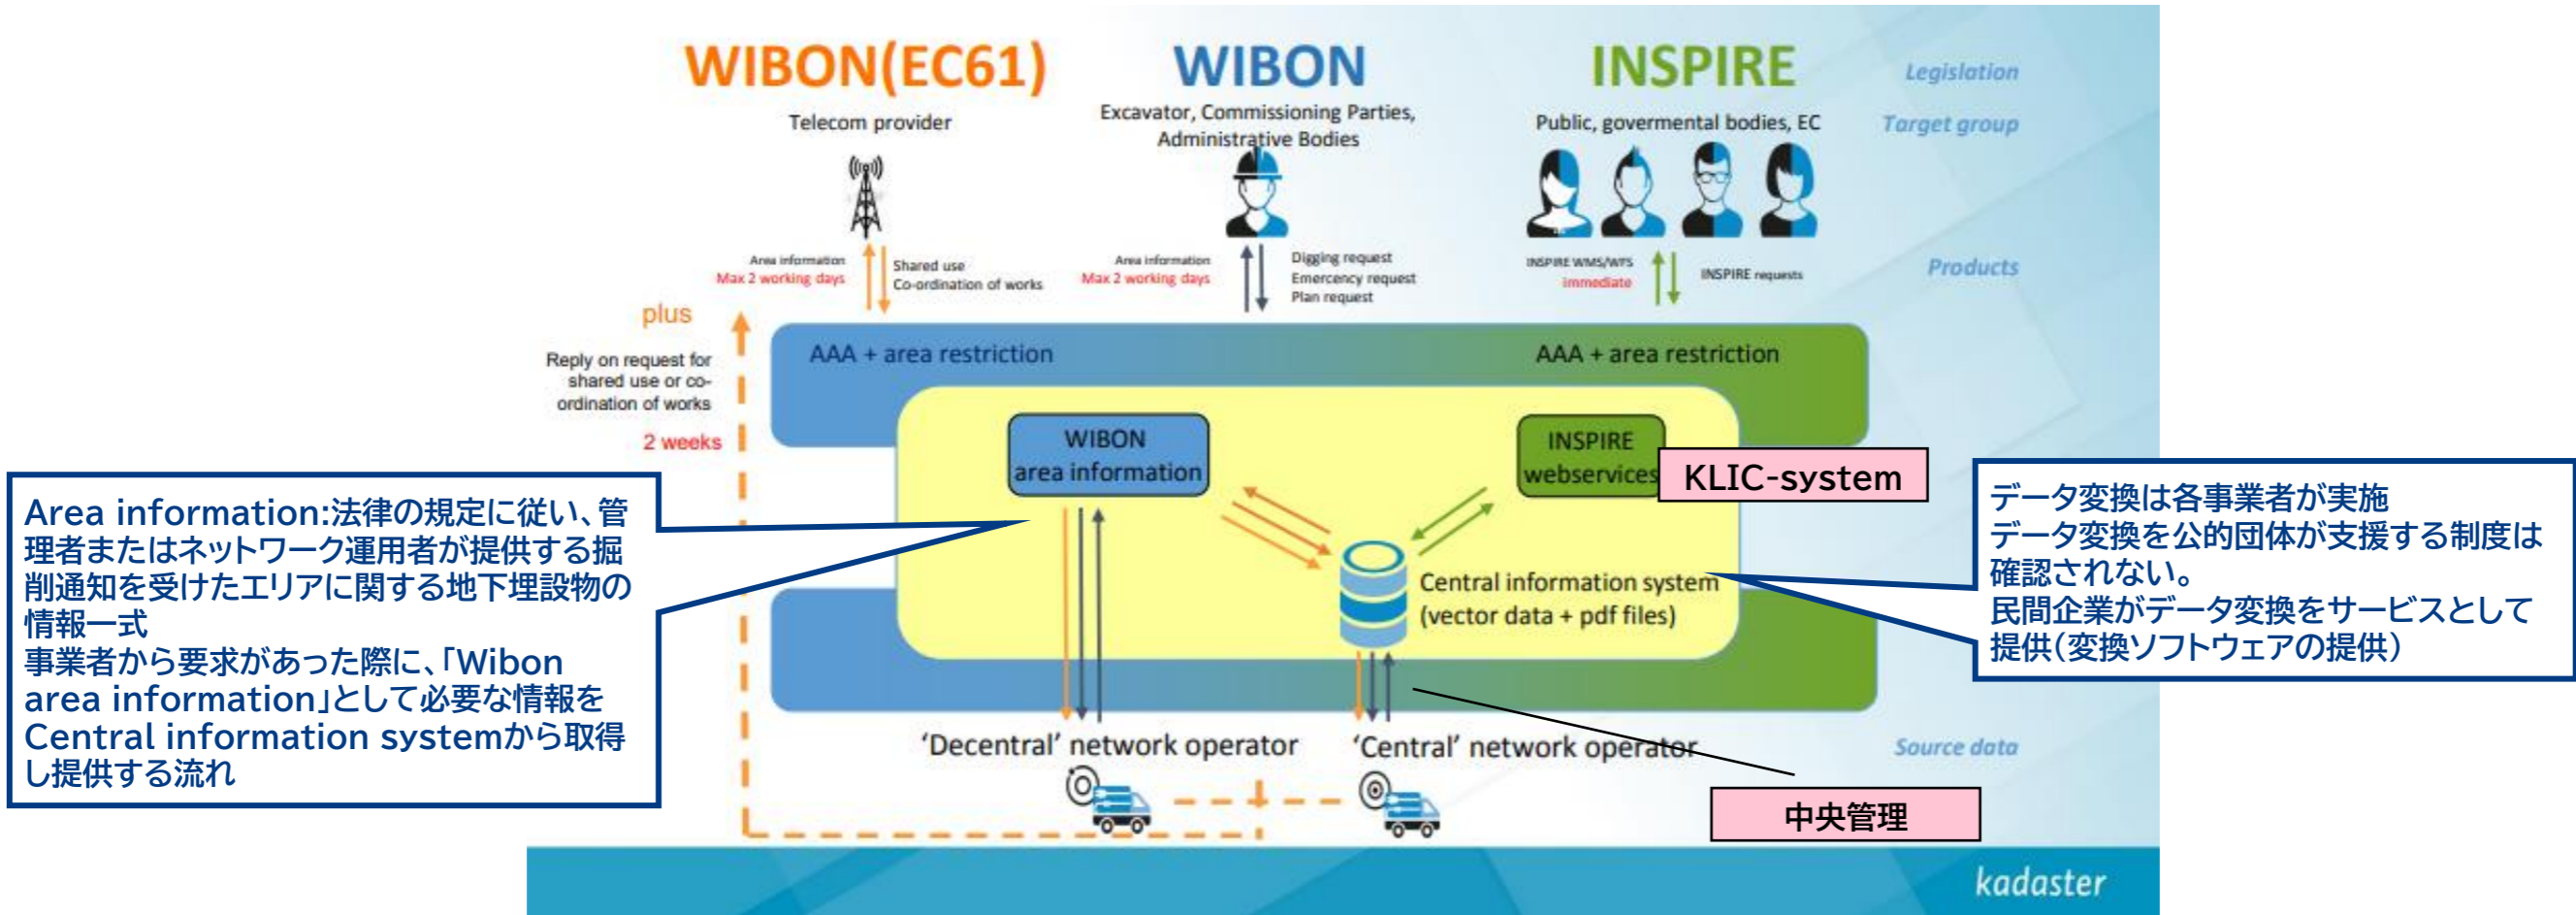 WIBON(EC61)
WIBON
INSPIRE
Legislation
Telecom provider
Excavator, Commissioning Parties,
Administrative Bodies
Public, govermental bodies, EC
Target group
Area information
Max 2 working days
Shared use
Co-ordination of works
Area information
Max 2 working days
Digging request
Emercency request
Plan request
INSPIRE WMS/WFS
immediate
INSPIRE requests
Products
plus
Reply on request for
shared use or co-
ordination of works
2 weeks
AAA + area restriction
AAA + area restriction
WIBON
area information
INSPIRE
webservices
KLIC-system
Central information system
(vector data + pdf files)
Area information:法律の規定に従い、管
理者またはネットワーク運用者が提供する掘
削通知を受けたエリアに関する地下埋設物の
情報一式
事業者から要求があった際に、「Wibon
area information」として必要な情報を
Central information systemから取得
し提供する流れ
データ変換は各事業者が実施
データ変換を公的団体が支援する制度は
確認されない。
民間企業がデータ変換をサービスとして
提供(変換ソフトウェアの提供)
'Decentral' network operator
'Central' network operator
Source data
中央管理
kadaster